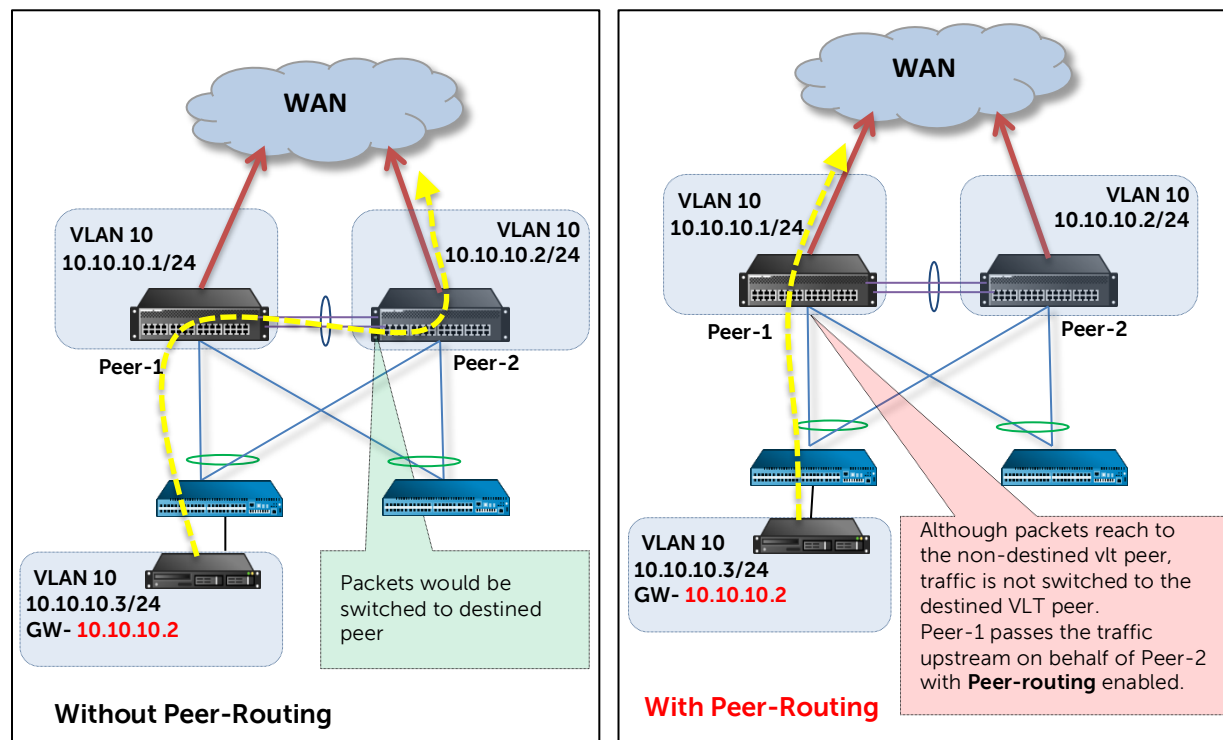 WAN
VLAN 10
10.10.10.1/24
VLAN 10
10.10.10.2/24
Peer-1
Peer-2
Packets would be
switched to destined
peer
VLAN 10
10.10.10.3/24
GW- 10.10.10.2
Without Peer-Routing
WAN
VLAN 10
10.10.10.1/24
VLAN 10
10.10.10.2/24
Peer-1
Peer-2
VLAN 10
10.10.10.3/24
GW- 10.10.10.2
Although packets reach to
the non-destined vlt peer,
traffic is not switched to the
destined VLT peer.
Peer-1 passes the traffic
upstream on behalf of Peer-2
with Peer-routing enabled.
With Peer-Routing